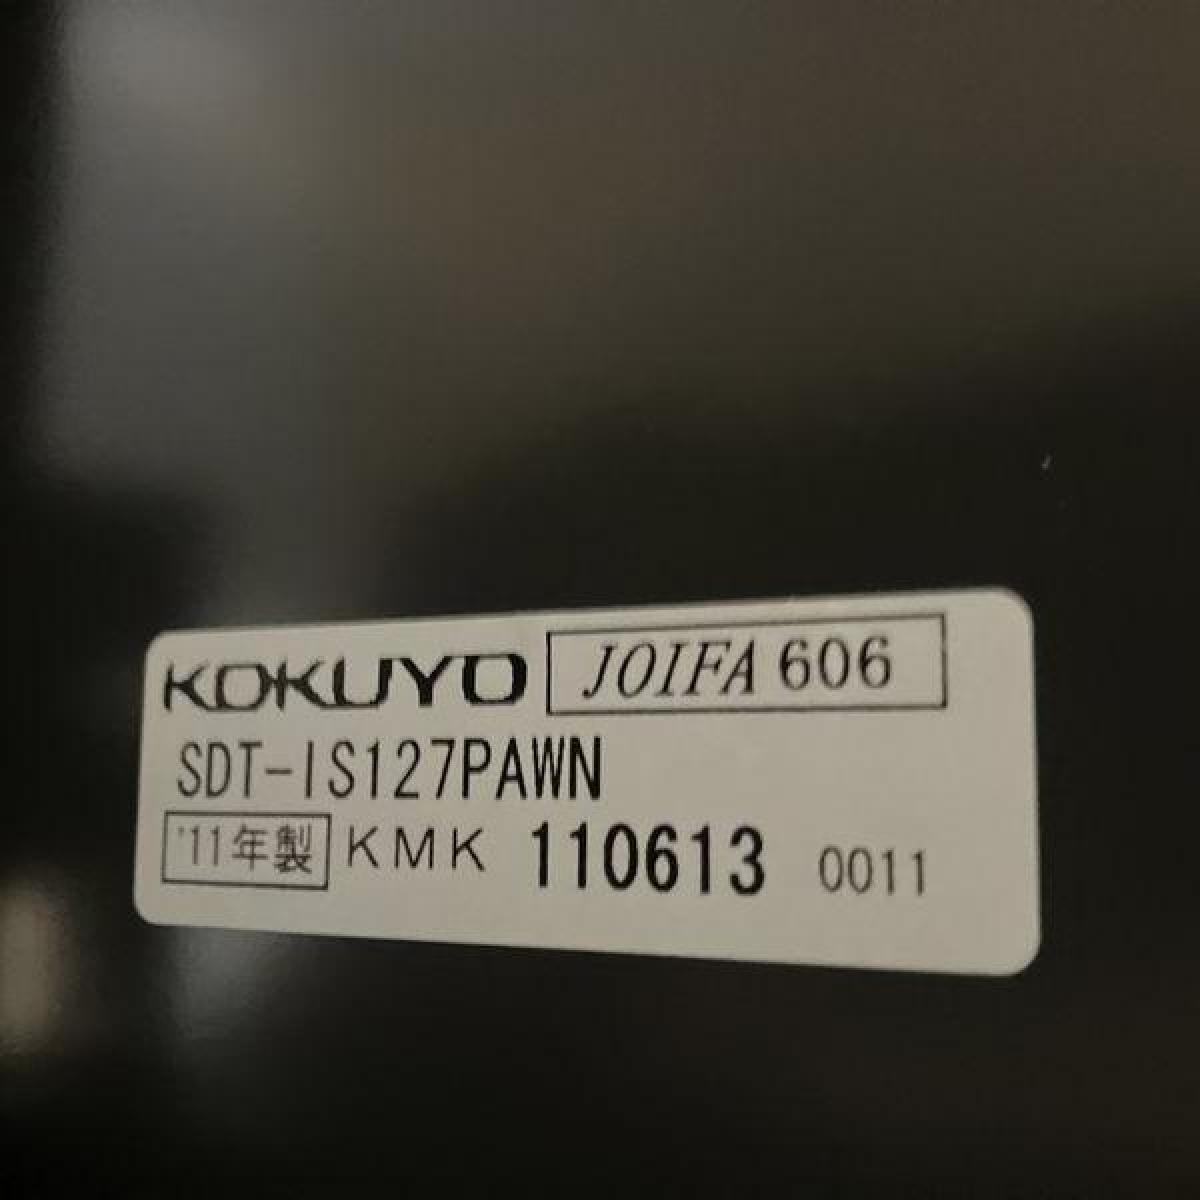 KOKUYO JOIFA 606
SDT-IS127PAWN
'11年製 KMK 110613 0011